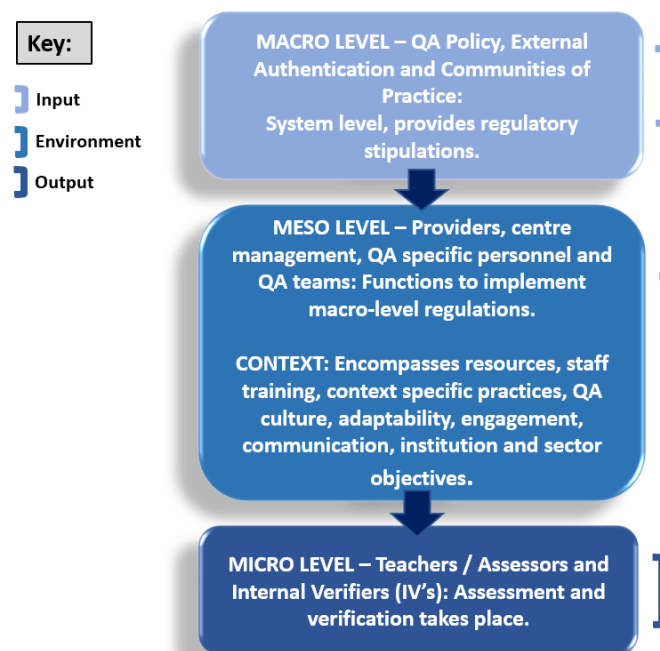 Key:
Input
Environment
Output
MACRO LEVEL – QA Policy, External
Authentication and Communities of
Practice:
System level, provides regulatory
stipulations.
MESO LEVEL – Providers, centre
management, QA specific personnel and
QA teams: Functions to implement
macro-level regulations.
CONTEXT: Encompasses resources, staff
training, context specific practices, QA
culture, adaptability, engagement,
communication, institution and sector
objectives.
MICRO LEVEL – Teachers / Assessors and
Internal Verifiers (IV’s): Assessment and
verification takes place.